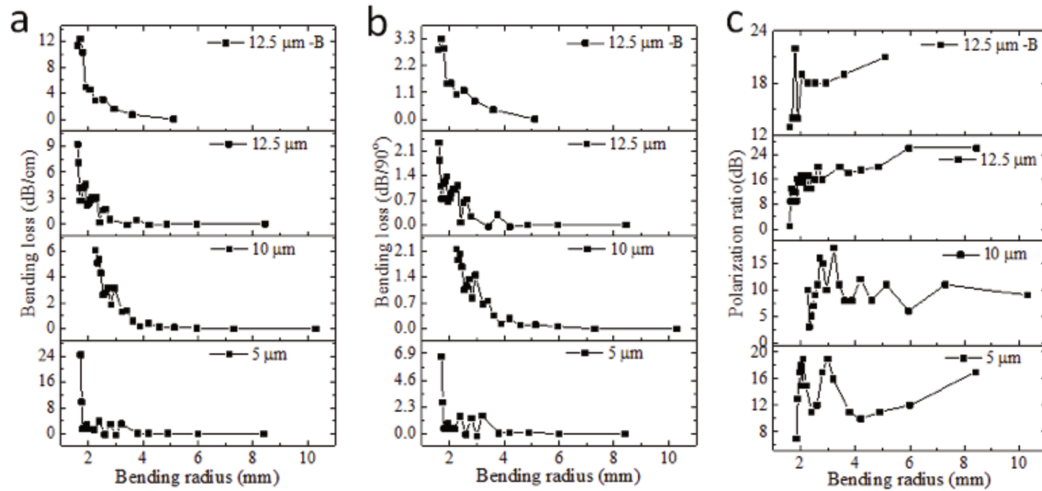 a
12
8
4
0
12.5 μm -B
9
6
3
0
12.5 μm
6
4
2
0
10 μm
24
16
8
0
5 μm
2 4 6 8 10
Bending radius (mm)
Bending loss (dB/cm)
b
3.3
2.2
1.1
0.0
12.5 μm -B
2.1
1.4
0.7
0.0
12.5 μm
2.1
1.4
0.7
0.0
10 μm
6.9
4.6
2.3
0.0
5 μm
2 4 6 8 10
Bending radius (mm)
Bending loss (dB/90°)
c
24
18
12
12.5 μm -B
24
16
8
0
12.5 μm
15
10
5
0
10 μm
20
16
12
8
5 μm
2 4 6 8 10
Bending radius (mm)
Polarization ratio(dB)